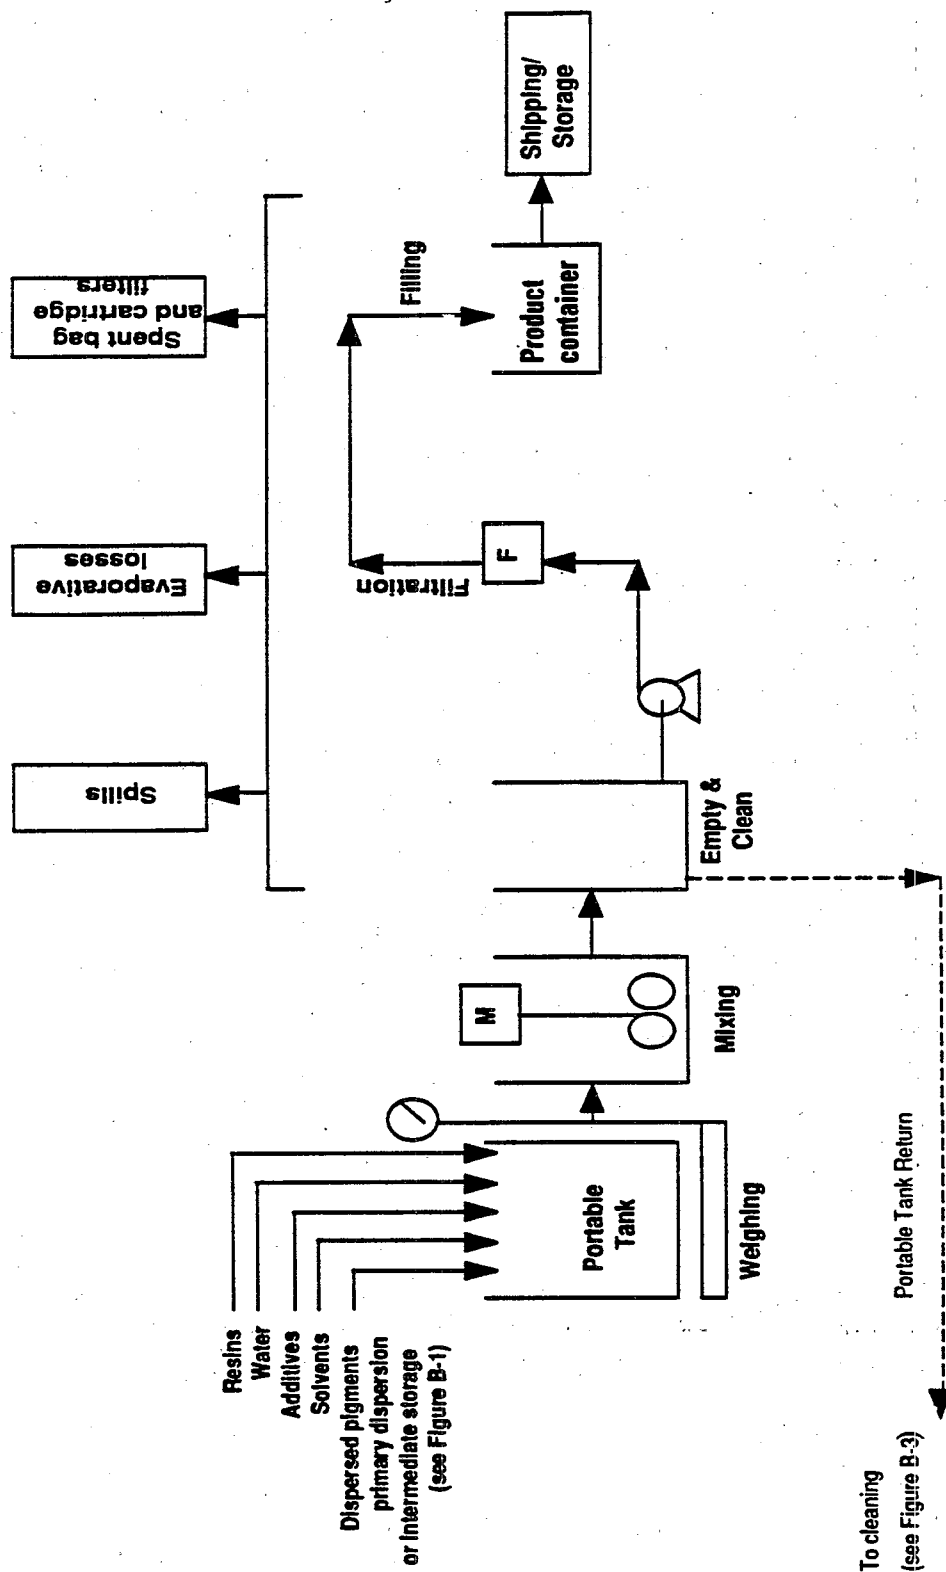 Spills
Evaporative
losses
Spent bag
and cartridge
filters
Resins
Water
Additives
Solvents
Dispersed pigments
primary dispersion
or intermediate storage
(see Figure B-1)
Portable
Tank
Weighing
M
Mixing
Empty &
Clean
F
Filtration
Filling
Product
container
Shipping/
Storage
Portable Tank Return
To cleaning
(see Figure B-3)